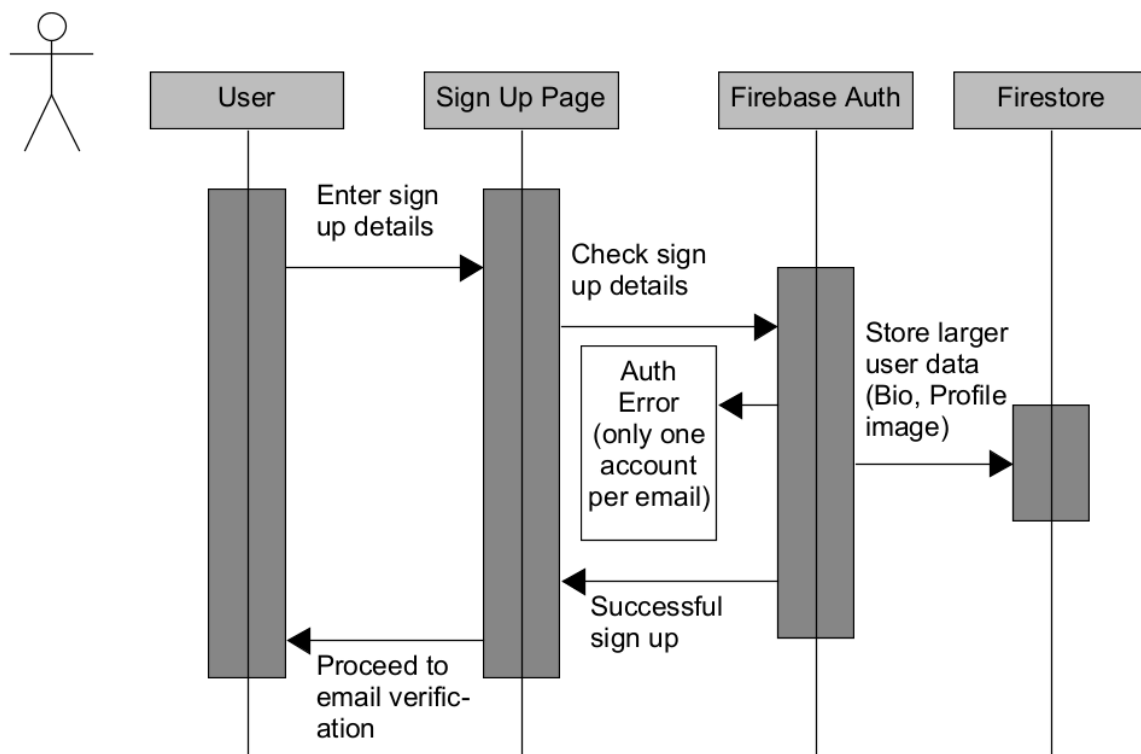 User
Sign Up Page
Firebase Auth
Firestore
Enter sign
up details
Check sign
up details
Store larger
user data
(Bio, Profile
image)
Auth
Error
(only one
account
per email)
Successful
sign up
Proceed to
email verific-
ation